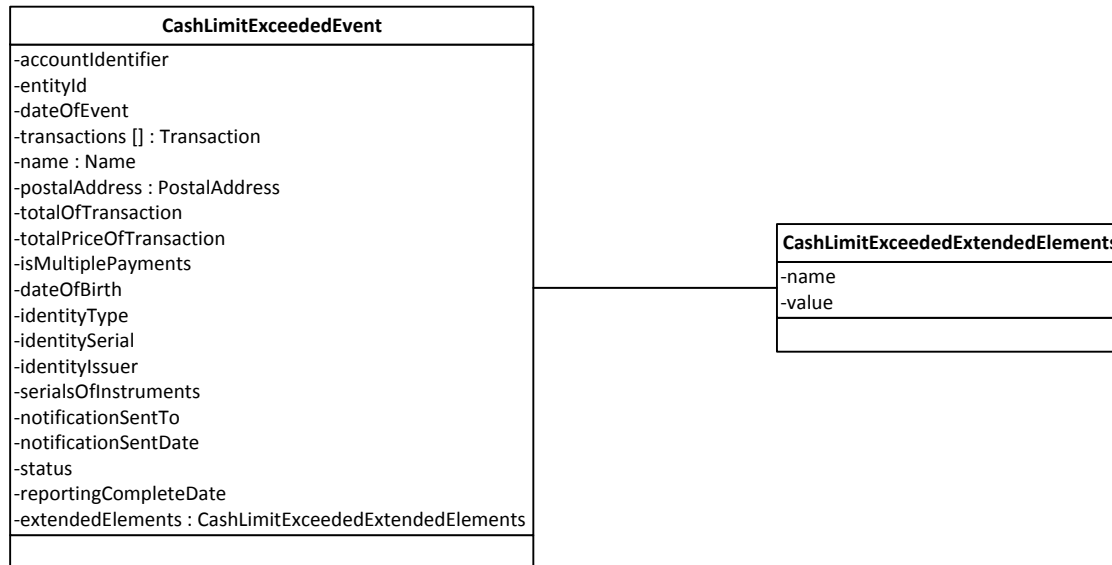 CashLimitExceededEvent
-accountIdentifier
-entityId
-dateOfEvent
-transactions [] : Transaction
-name : Name
-postalAddress : PostalAddress
-totalOfTransaction
-totalPriceOfTransaction
-isMultiplePayments
-dateOfBirth
-identityType
-identitySerial
-identityIssuer
-serialsOfInstruments
-notificationSentTo
-notificationSentDate
-status
-reportingCompleteDate
-extendedElements : CashLimitExceededExtendedElements
CashLimitExceededExtendedElements
-name
-value